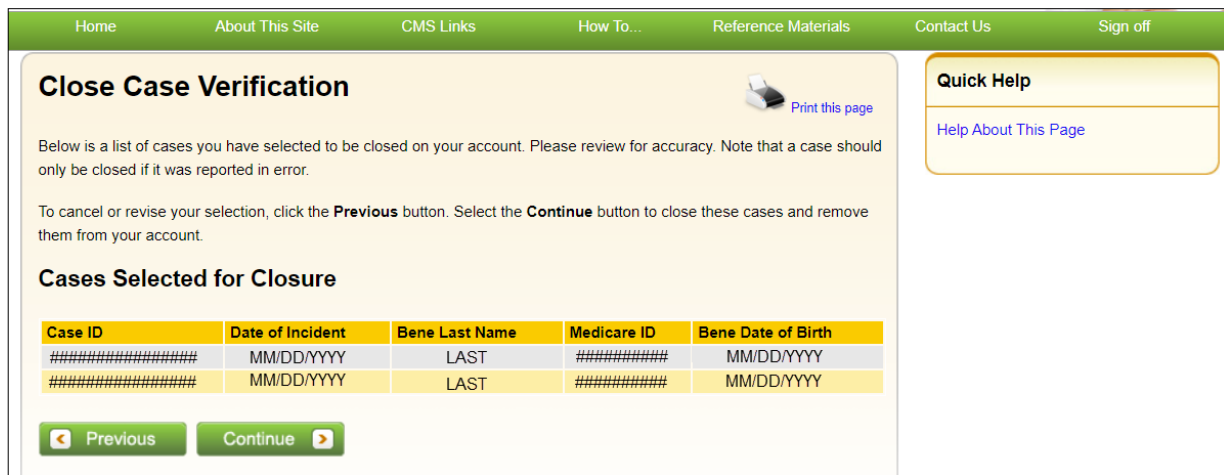 Home About This Site CMS Links How To... Reference Materials Contact Us Sign off
Close Case Verification
Print this page
Below is a list of cases you have selected to be closed on your account. Please review for accuracy. Note that a case should
only be closed if it was reported in error.
To cancel or revise your selection, click the Previous button. Select the Continue button to close these cases and remove
them from your account.
Cases Selected for Closure
Case ID Date of Incident Bene Last Name Medicare ID Bene Date of Birth
################ MM/DD/YYYY LAST ########## MM/DD/YYYY
################ MM/DD/YYYY LAST ########## MM/DD/YYYY
Previous Continue
Quick Help
Help About This Page